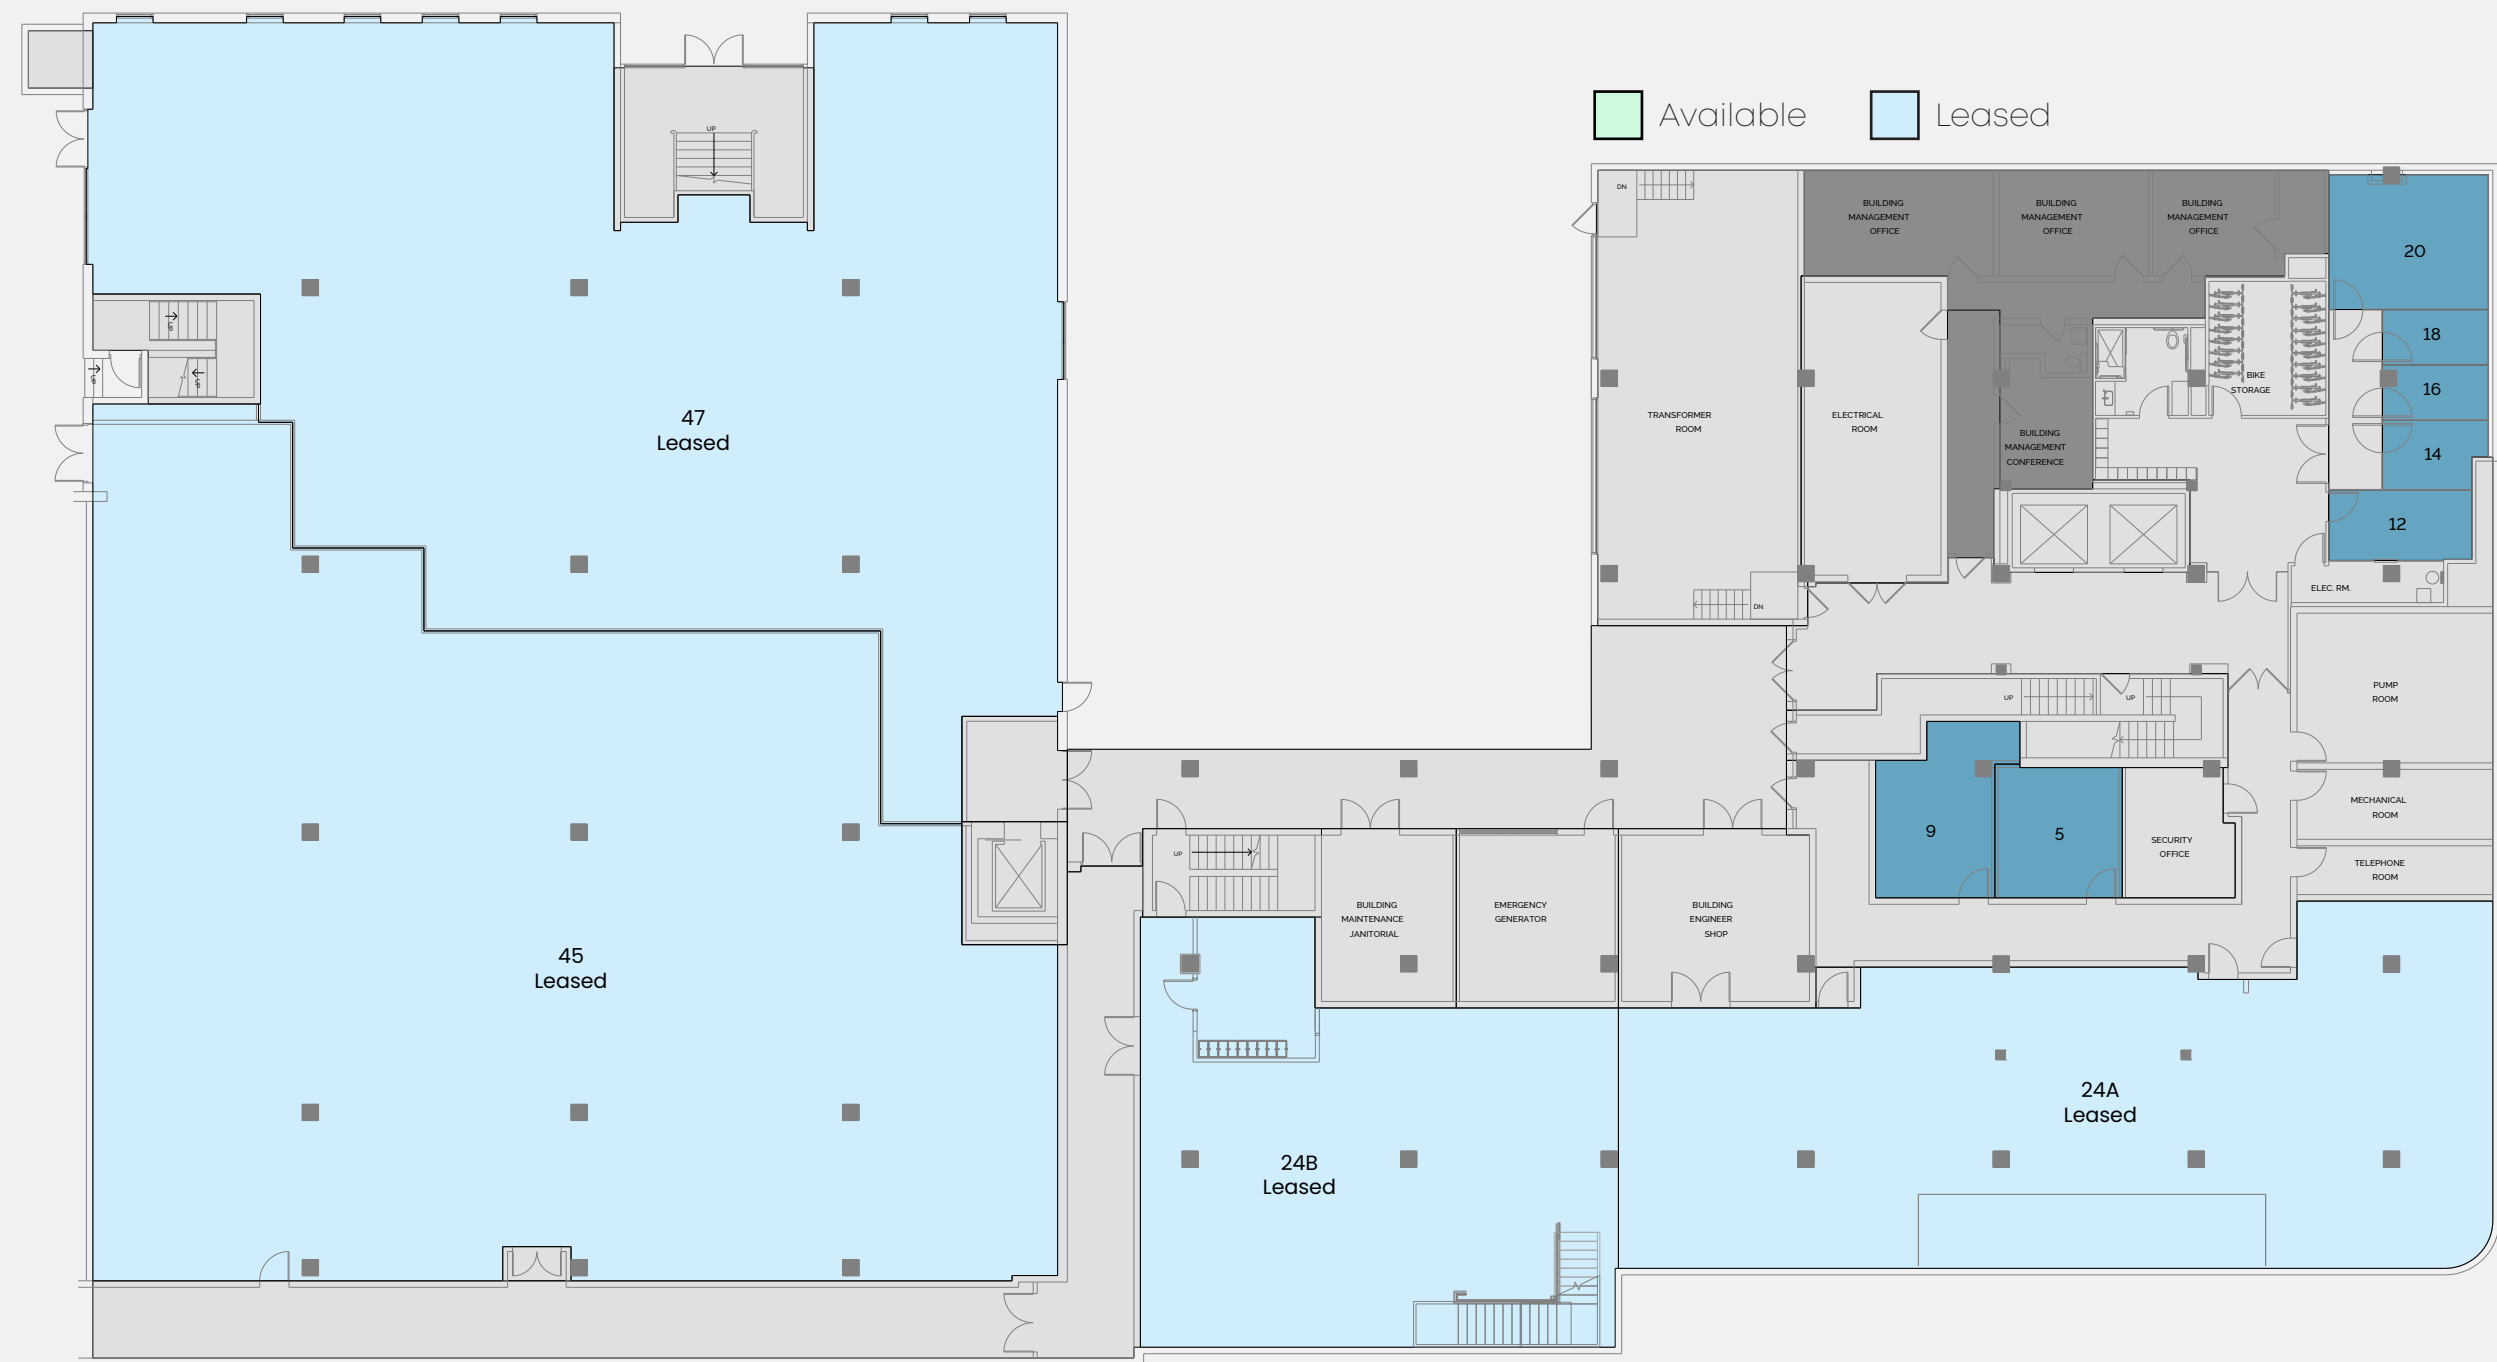 Available
Leased
UP
DN
BUILDING
MANAGEMENT
OFFICE
BUILDING
MANAGEMENT
OFFICE
BUILDING
MANAGEMENT
OFFICE
20
18
16
14
12
UP
UP
UP
BIKE
STORAGE
47
Leased
TRANSFORMER
ROOM
ELECTRICAL
ROOM
BUILDING
MANAGEMENT
CONFERENCE
ELEC. RM.
DN
PUMP
ROOM
UP
UP
MECHANICAL
ROOM
9
5
SECURITY
OFFICE
TELEPHONE
ROOM
UP
BUILDING
MAINTENANCE
JANITORIAL
EMERGENCY
GENERATOR
BUILDING
ENGINEER
SHOP
45
Leased
24A
Leased
24B
Leased